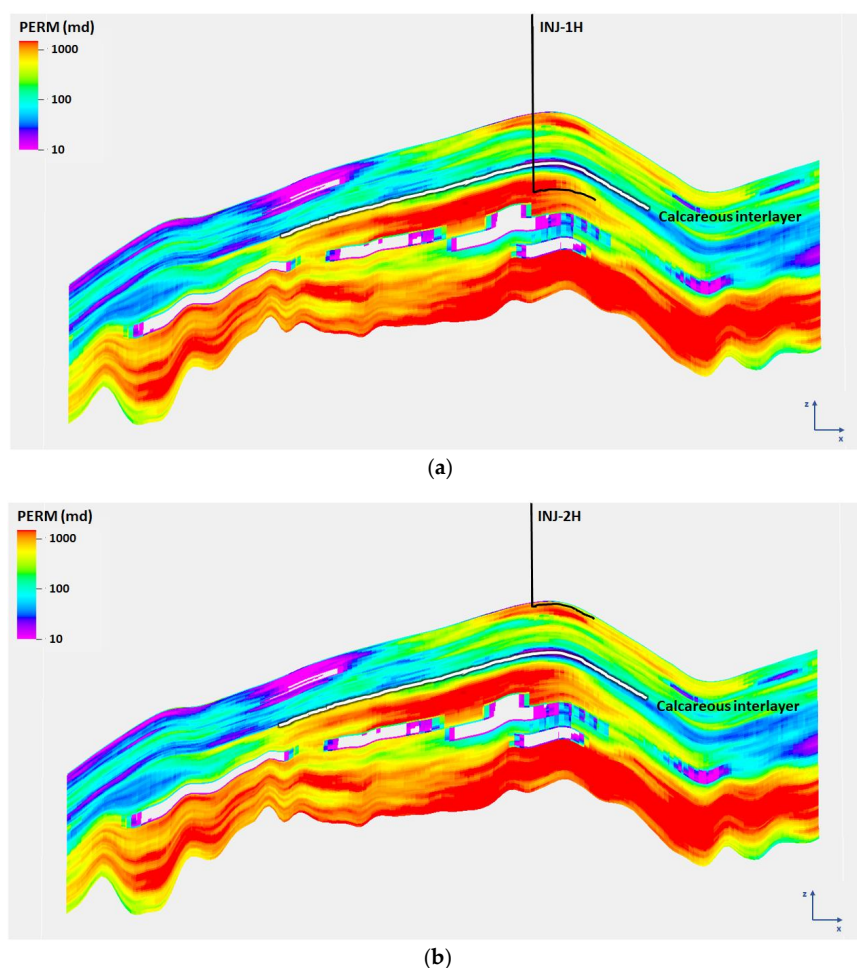 PERM (md)
INJ-1H
1000
100
10
Calcareous interlayer
z
x
(a)
PERM (md)
INJ-2H
1000
100
10
Calcareous interlayer
z
x
(b)